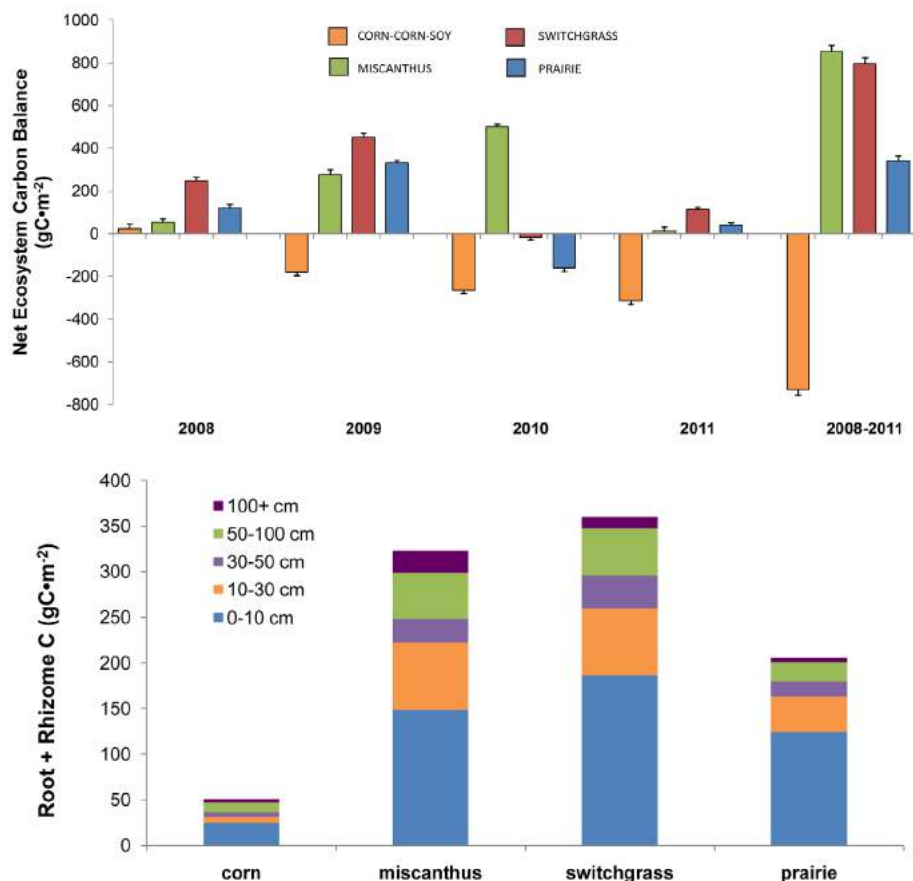 1000
800
600
400
200
0
-200
-400
-600
-800
Net Ecosystem Carbon Balance
(gC•m⁻²)
CORN-CORN-SOY
SWITCHGRASS
MISCANTHUS
PRAIRIE
2008 2009 2010 2011 2008-2011
400
350
300
250
200
150
100
50
0
Root + Rhizome C (gC•m⁻²)
100+ cm
50-100 cm
30-50 cm
10-30 cm
0-10 cm
corn miscanthus switchgrass prairie